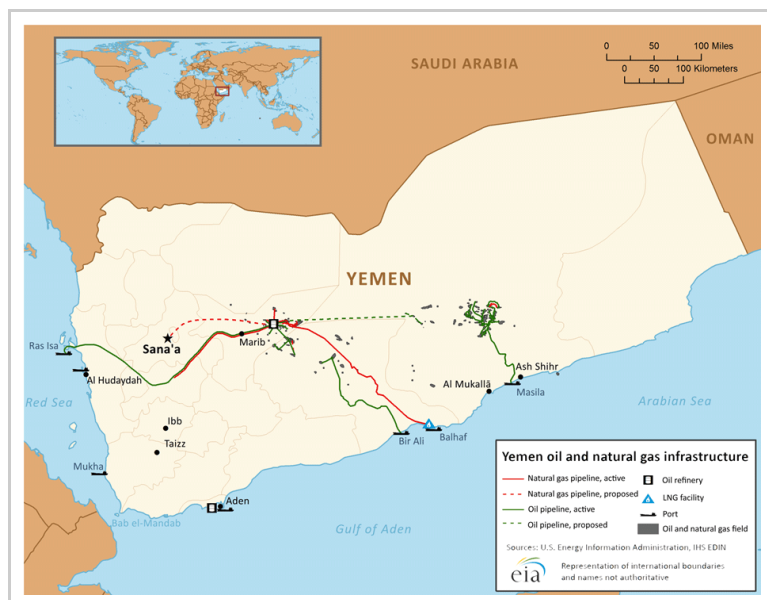 SAUDI ARABIA
0 50 100 Miles
0 50 100 Kilometers
OMAN
YEMEN
Ras Isa
Sana'a
Marib
Al Hudaydah
Ash Shihr
Al Mukallā
Masila
Red Sea
Arabian Sea
Ibb
Taizz
Bir Ali
Balhaf
Mukha
Aden
Bab el-Mandab
Gulf of Aden
Yemen oil and natural gas infrastructure
Natural gas pipeline, active
Natural gas pipeline, proposed
Oil pipeline, active
Oil pipeline, proposed
Oil refinery
LNG facility
Port
Oil and natural gas field
Sources: U.S. Energy Information Administration, IHS EDIN
eia
Representation of international boundaries
and names not authoritative